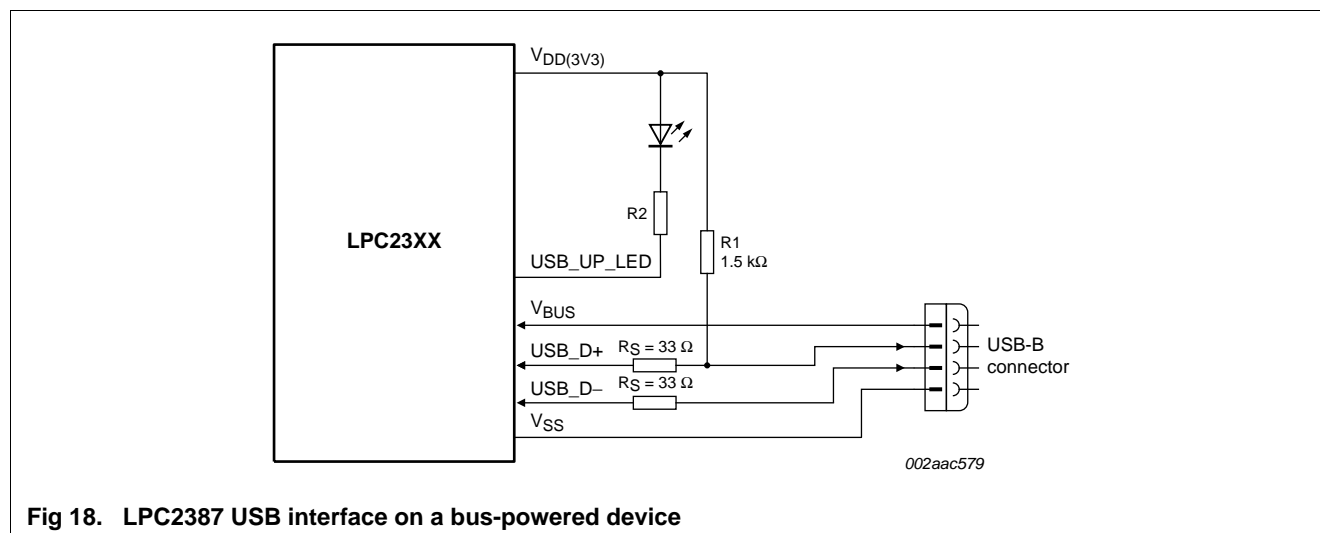 VDD(3V3)
R2
LPC23XX
R1
1.5 kΩ
USB_UP_LED
VBUS
USB_D+ RS = 33 Ω
USB-B
connector
USB_D− RS = 33 Ω
VSS
002aac579
Fig 18. LPC2387 USB interface on a bus-powered device